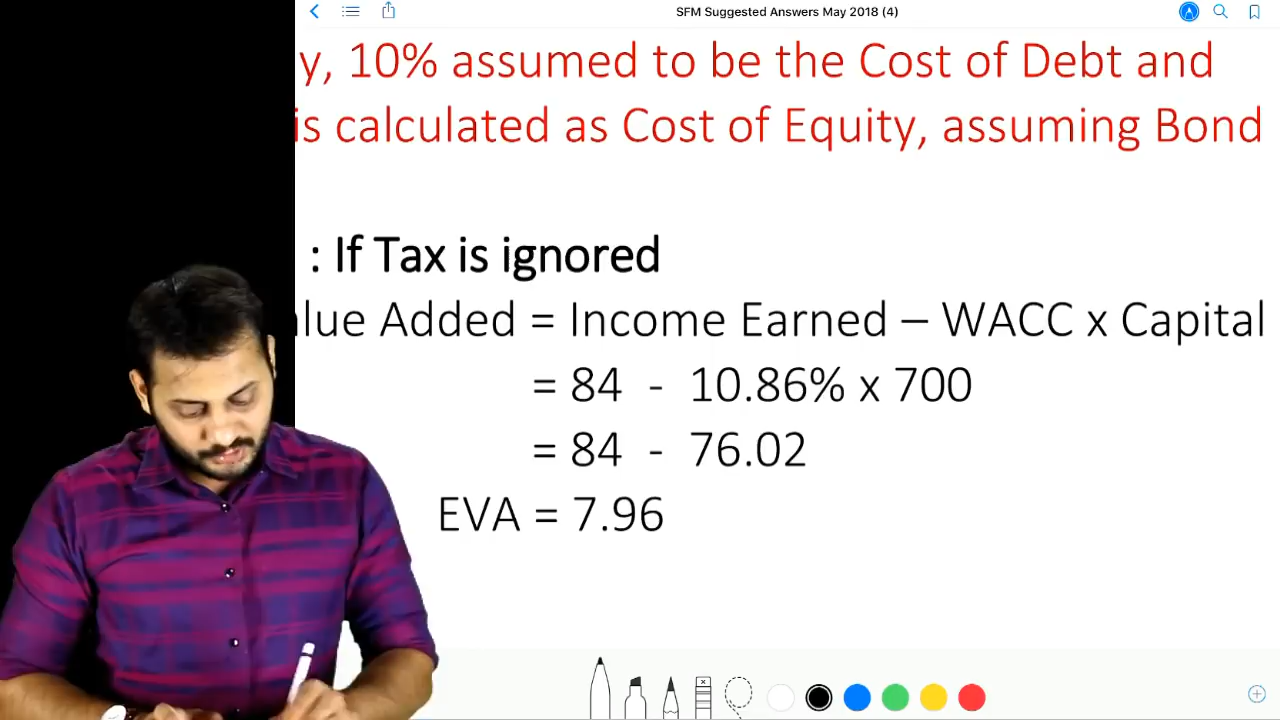 SFM Suggested Answers May 2018 (4)
y, 10% assumed to be the Cost of Debt and
is calculated as Cost of Equity, assuming Bond
: If Tax is ignored
alue Added = Income Earned – WACC x Capital
= 84 - 10.86% x 700
= 84 - 76.02
EVA = 7.96